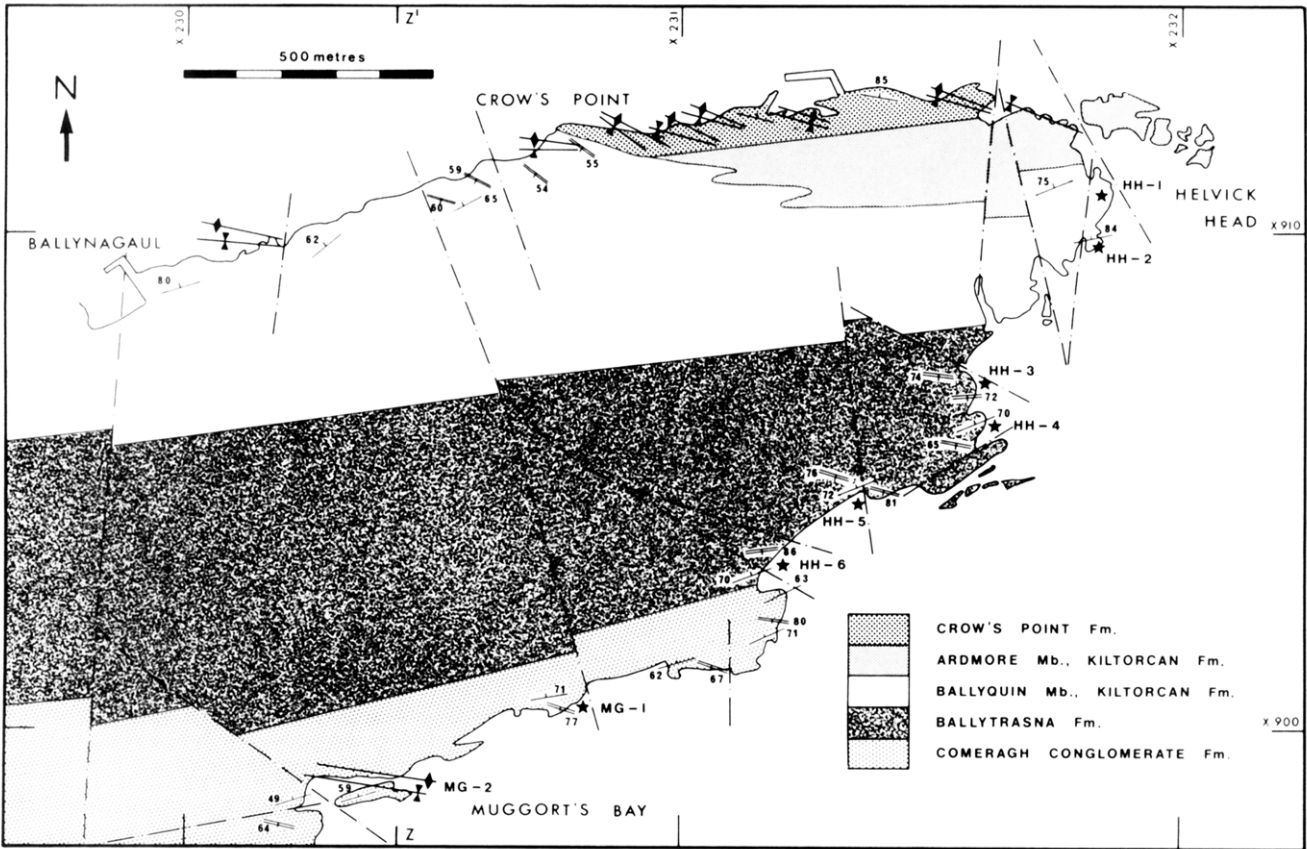 X 230
Z'
X 231
X 232
500 metres
N
CROW'S POINT
85
55
59
54
65
60
75
HH-1
HELVICK
HEAD
X 910
BALLYNAGAUL
62
84
HH-2
80
HH-3
74
72
70
HH-4
65
76
72
81
HH-5
86
HH-6
70
63
80
71
CROW'S POINT Fm.
ARDMORE Mb., KILTORCAN Fm.
BALLYQUIN Mb., KILTORCAN Fm.
BALLYTRASNA Fm.
COMERAGH CONGLOMERATE Fm.
62
67
71
MG-1
77
X 900
MG-2
59
49
MUGGORT'S BAY
64
Z